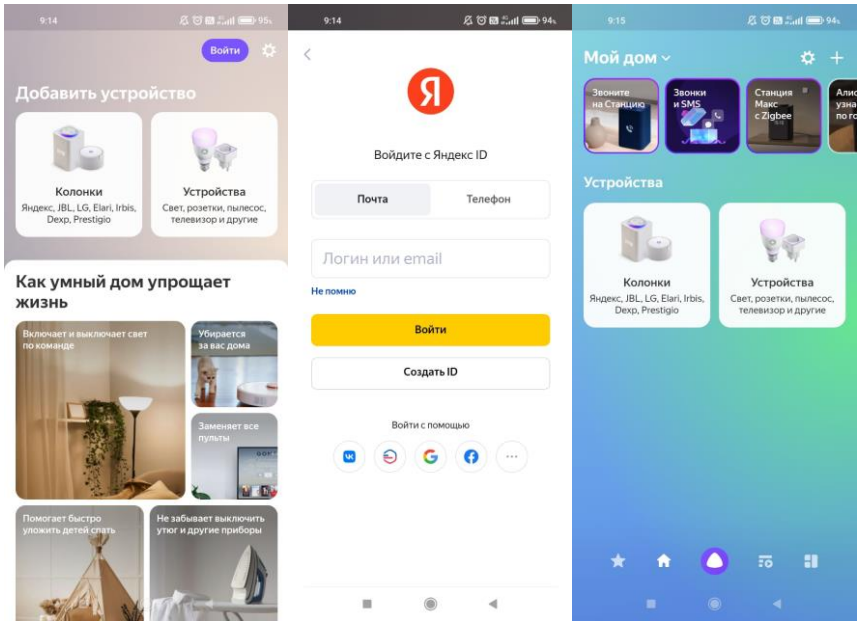 9:14
95%
Войти
Добавить устройство
Колонки
Яндекс, JBL, LG, Elari, Irbis,
Dexp, Prestigio
Устройства
Свет, розетки, пылесос,
телевизор и другие
Как умный дом упрощает
жизнь
Включает и выключает свет
по команде
Убирается
за вас дома
Заменяет все
пульты
Помогает быстро
уложить детей спать
Не забывает выключить
утюг и другие приборы
9:14
94%
Я
Войдите с Яндекс ID
Почта
Телефон
Логин или email
Не помню
Войти
Создать ID
Войти с помощью
9:15
94%
Мой дом
Звоните
на Станцию
Звонки
и SMS
Станция
Макс
с Zigbee
Алис
узна
по го
Устройства
Колонки
Яндекс, JBL, LG, Elari, Irbis,
Dexp, Prestigio
Устройства
Свет, розетки, пылесос,
телевизор и другие